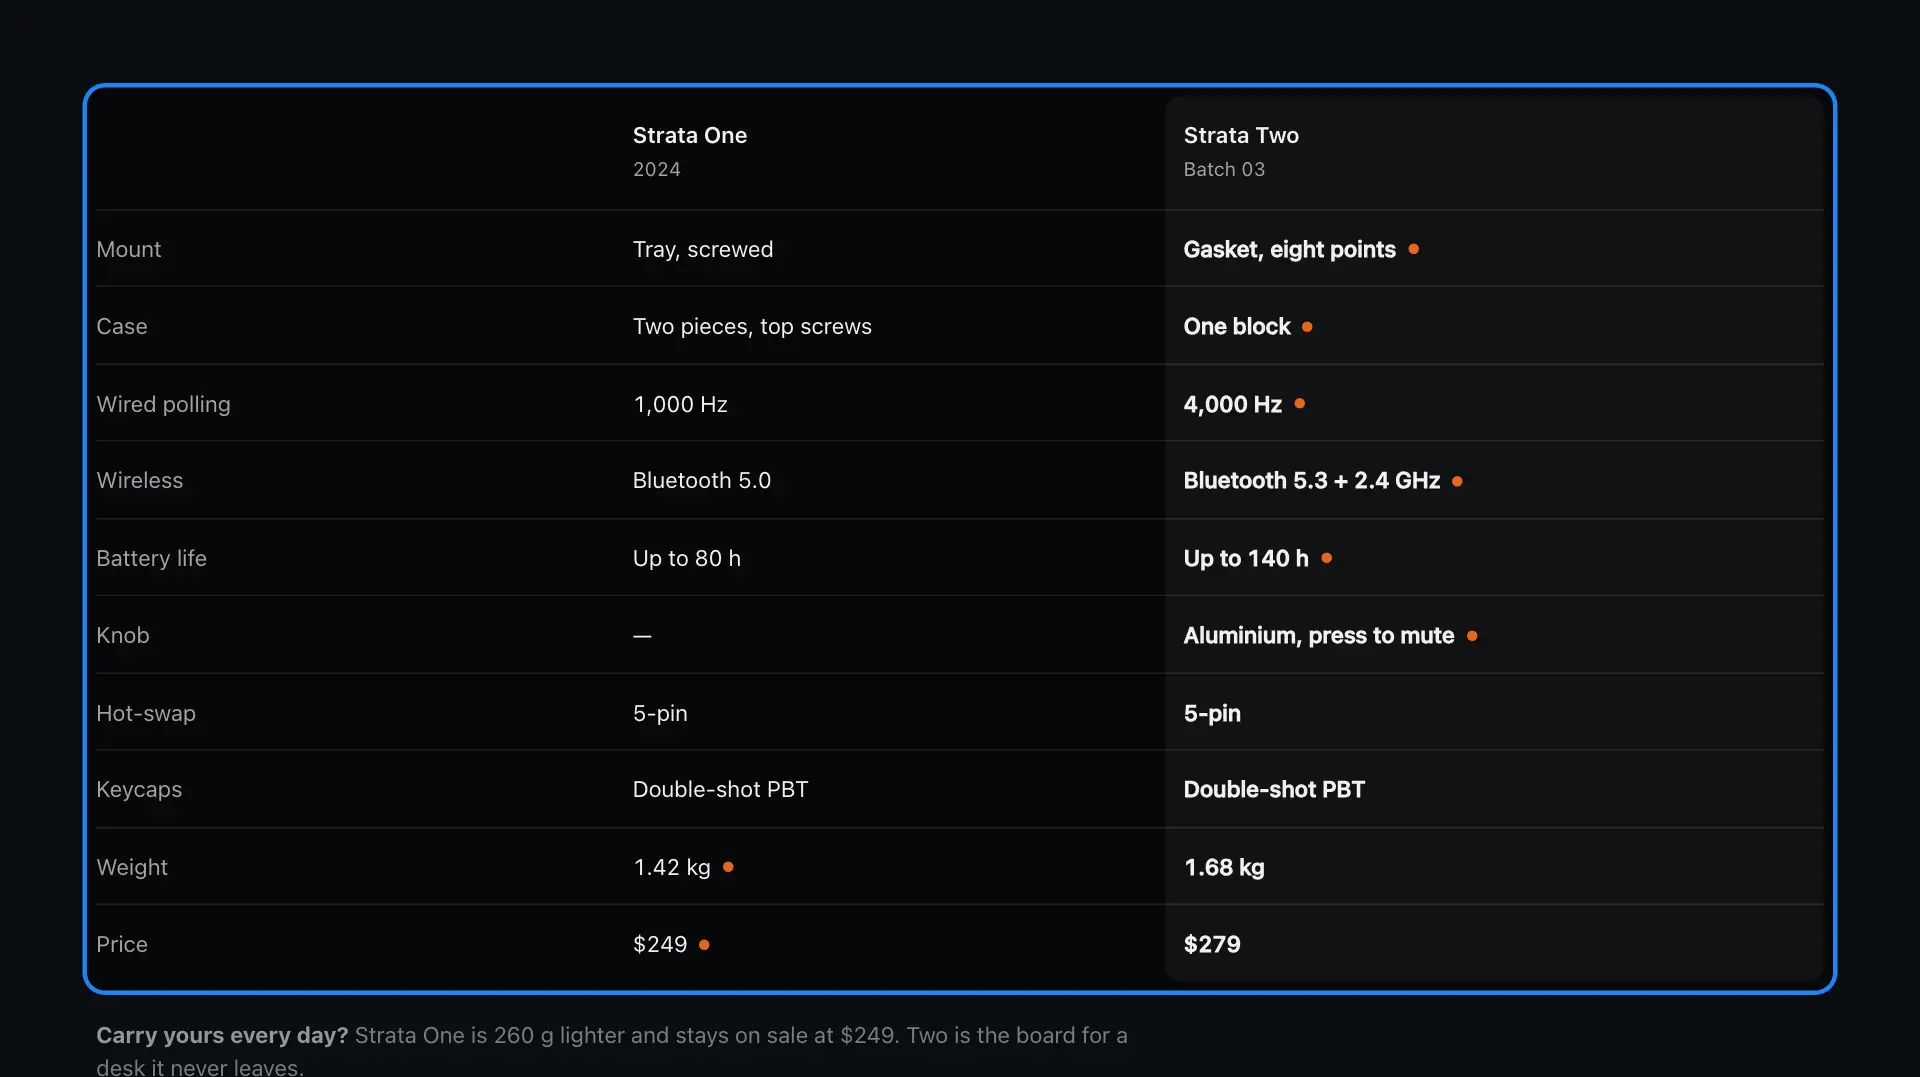 Strata One
Strata Two
2024
Batch 03
Mount
Tray, screwed
Gasket, eight points
Case
Two pieces, top screws
One block
Wired polling
1,000 Hz
4,000 Hz
Wireless
Bluetooth 5.0
Bluetooth 5.3 + 2.4 GHz
Battery life
Up to 80 h
Up to 140 h
Knob
—
Aluminium, press to mute
Hot-swap
5-pin
5-pin
Keycaps
Double-shot PBT
Double-shot PBT
Weight
1.42 kg
1.68 kg
Price
$249
$279
Carry yours every day? Strata One is 260 g lighter and stays on sale at $249. Two is the board for a
desk it never leaves.